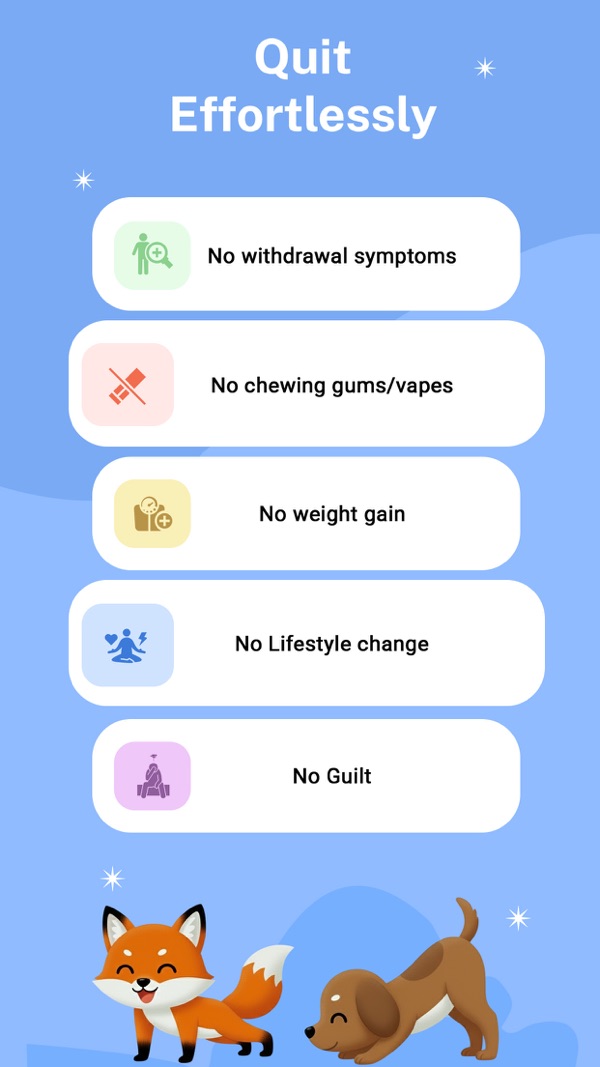 Quit
Effortlessly
No withdrawal symptoms
No chewing gums/vapes
No weight gain
No Lifestyle change
No Guilt